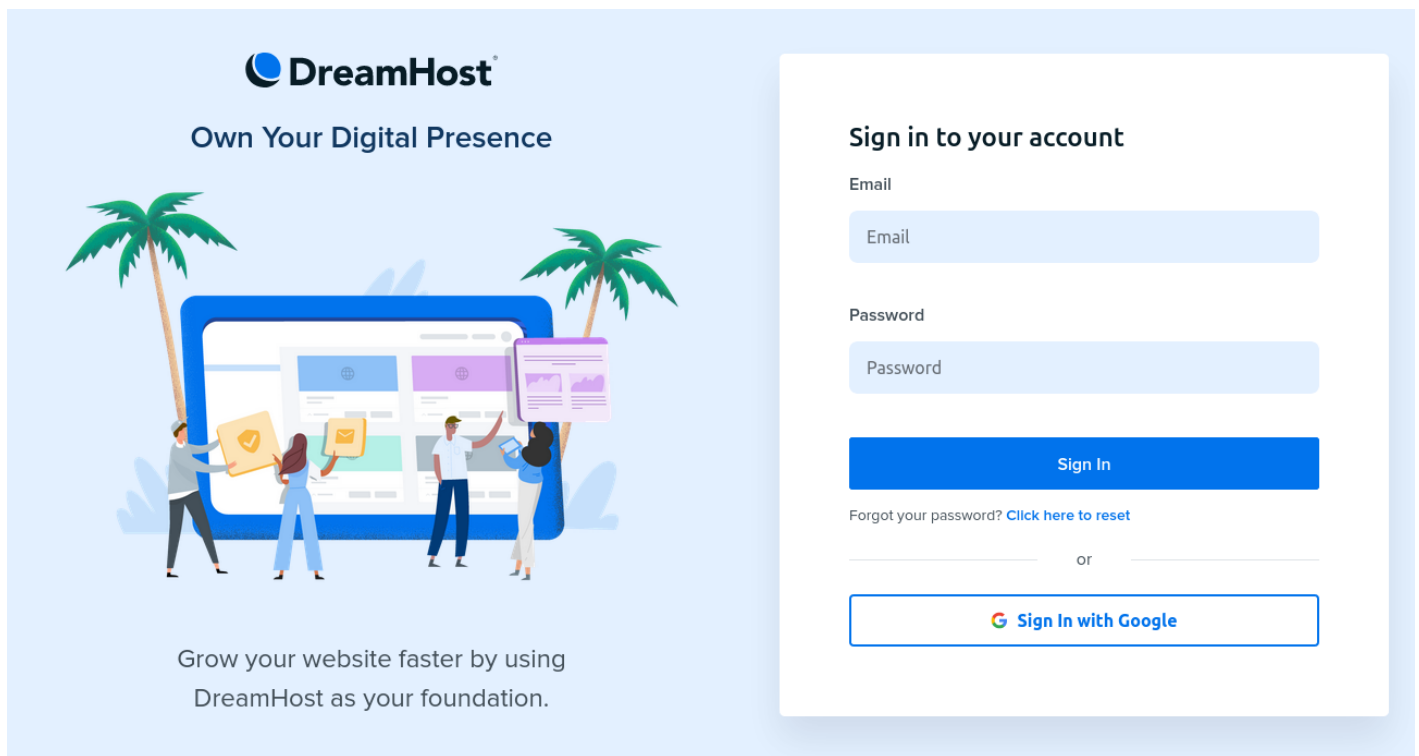 DreamHost®
Own Your Digital Presence
Grow your website faster by using
DreamHost as your foundation.
Sign in to your account
Email
Email
Password
Password
Sign In
Forgot your password? Click here to reset
or
Sign In with Google